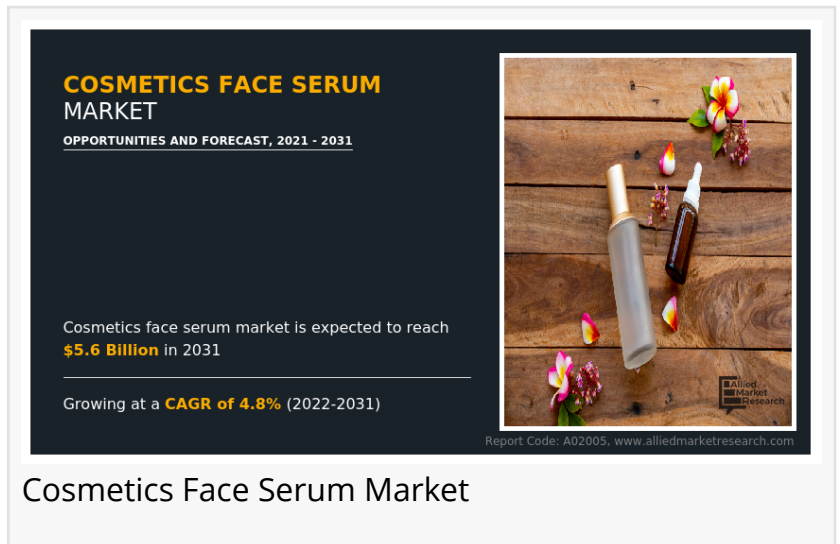 COSMETICS FACE SERUM
MARKET
OPPORTUNITIES AND FORECAST, 2021 - 2031
Cosmetics face serum market is expected to reach
$5.6 Billion in 2031
Growing at a CAGR of 4.8% (2022-2031)
Allied
Market
Research
Report Code: A02005, www.alliedmarketresearch.com
Cosmetics Face Serum Market